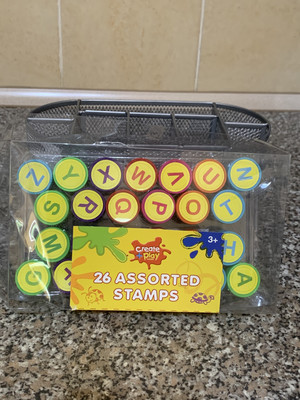 Z Y X W V U N
S R Q P O T
M H
A
Create & play
3+
26 ASSORTED
STAMPS